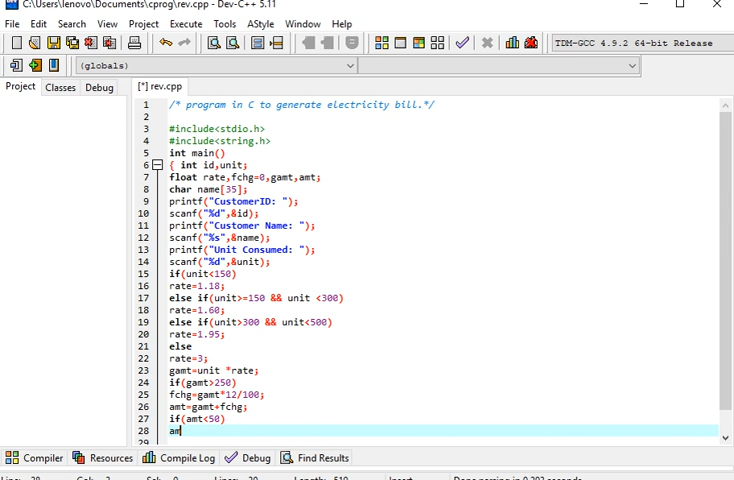 C:\Users\lenovo\Documents\cprog\rev.cpp - Dev-C++ 5.11
File Edit Search View Project Execute Tools AStyle Window Help
TDM-GCC 4.9.2 64-bit Release
(globals)
Project Classes Debug [*] rev.cpp
1 /* program in C to generate electricity bill.*/
2
3 #include<stdio.h>
4 #include<string.h>
5 int main()
6 { int id,unit;
7 float rate,fchg=0,gamt,amt;
8 char name[35];
9 printf("CustomerID: ");
10 scanf("%d",&id);
11 printf("Customer Name: ");
12 scanf("%s",&name);
13 printf("Unit Consumed: ");
14 scanf("%d",&unit);
15 if(unit<150)
16 rate=1.18;
17 else if(unit>=150 && unit <300)
18 rate=1.60;
19 else if(unit>300 && unit<500)
20 rate=1.95;
21 else
22 rate=3;
23 gamt=unit *rate;
24 if(gamt>250)
25 fchg=gamt*12/100;
26 amt=gamt+fchg;
27 if(amt<50)
28 am
29
Compiler Resources Compile Log Debug Find Results